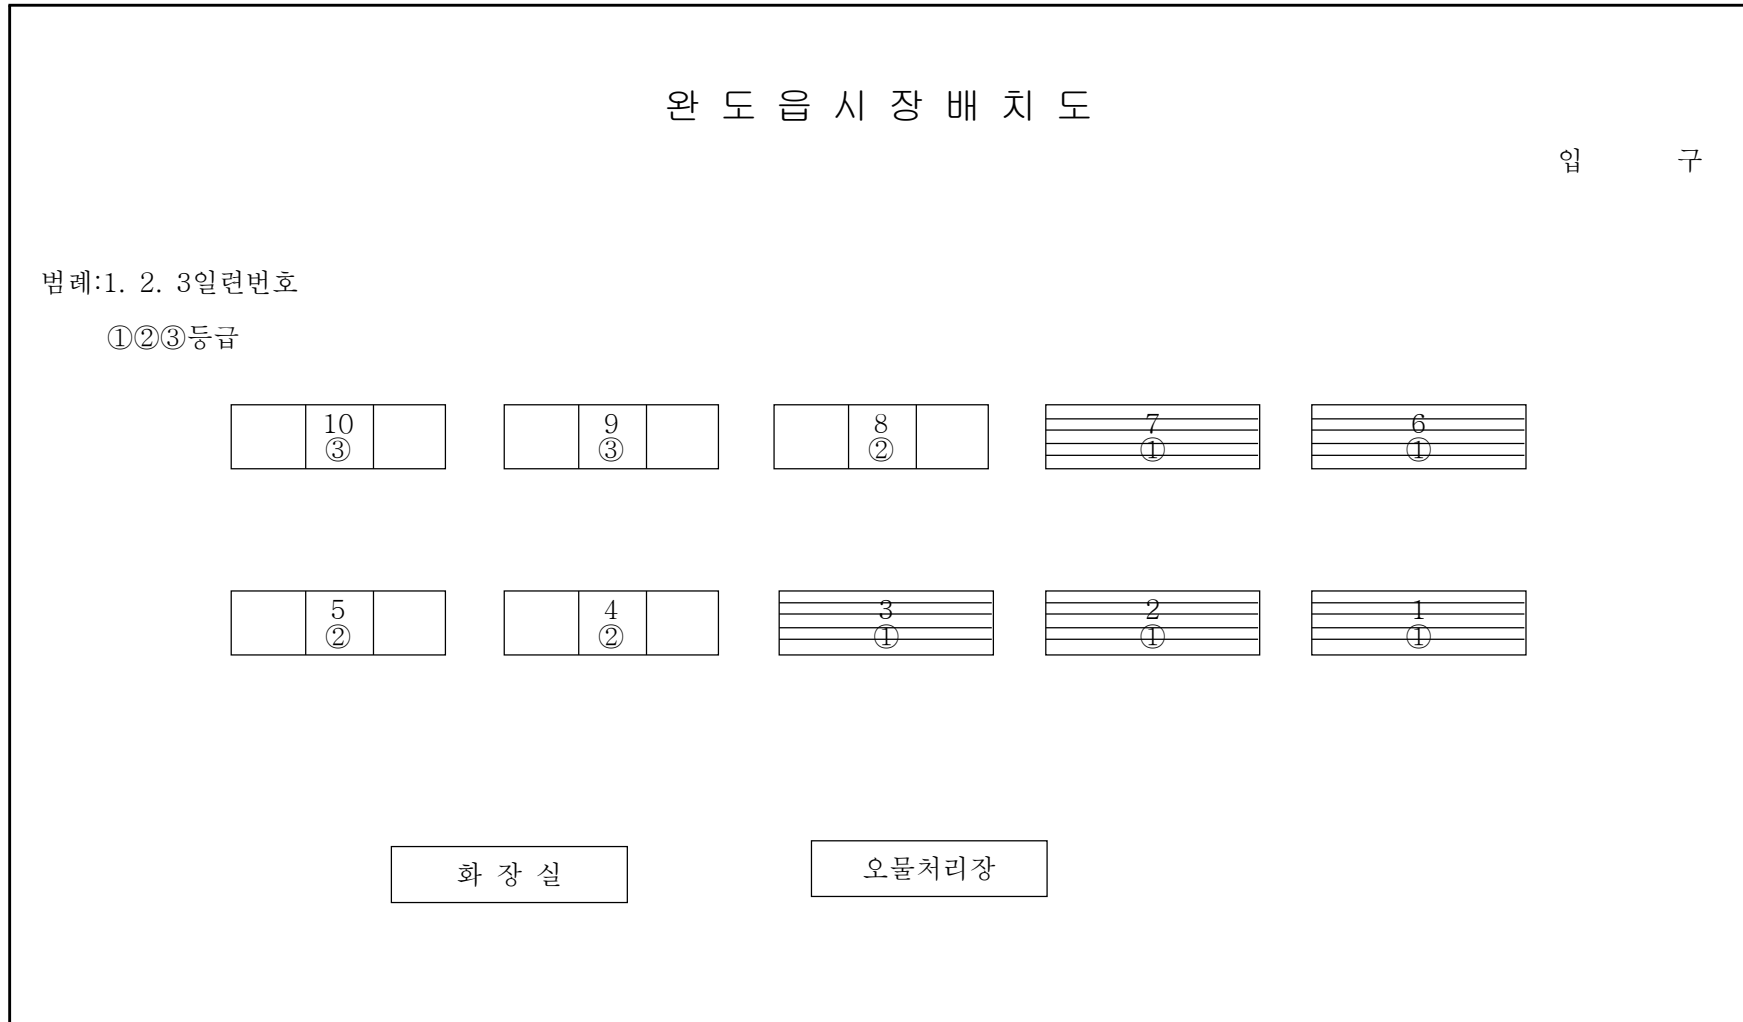 완 도 읍 시 장 배 치 도
입 구
범례:1. 2. 3일련번호
①②③등급
10 9 8 7 6
③ ③ ② ① ①
5 4 3 2 1
② ② ① ① ①
화 장 실 오물처리장